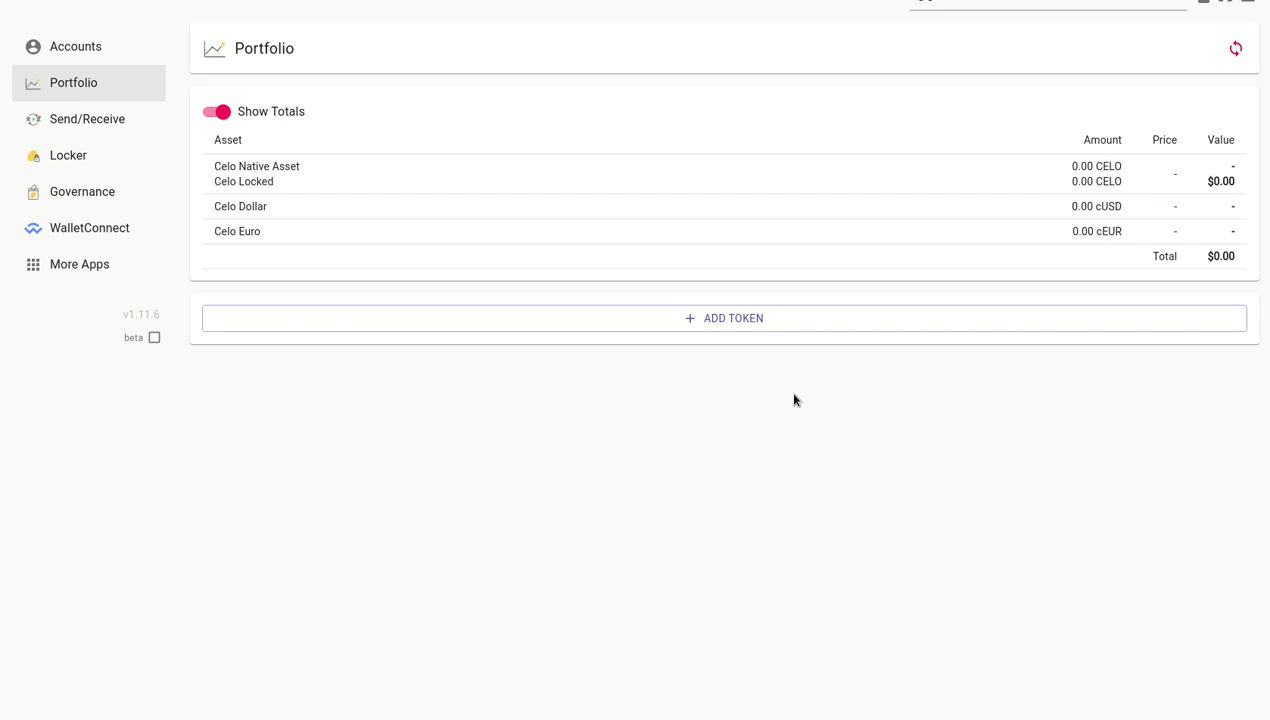 Accounts
Portfolio
Send/Receive
Locker
Governance
WalletConnect
More Apps
v1.11.6
beta
Portfolio
Show Totals
Asset Amount Price Value
Celo Native Asset 0.00 CELO - -
Celo Locked 0.00 CELO $0.00
Celo Dollar 0.00 cUSD - -
Celo Euro 0.00 cEUR - -
Total $0.00
+ ADD TOKEN